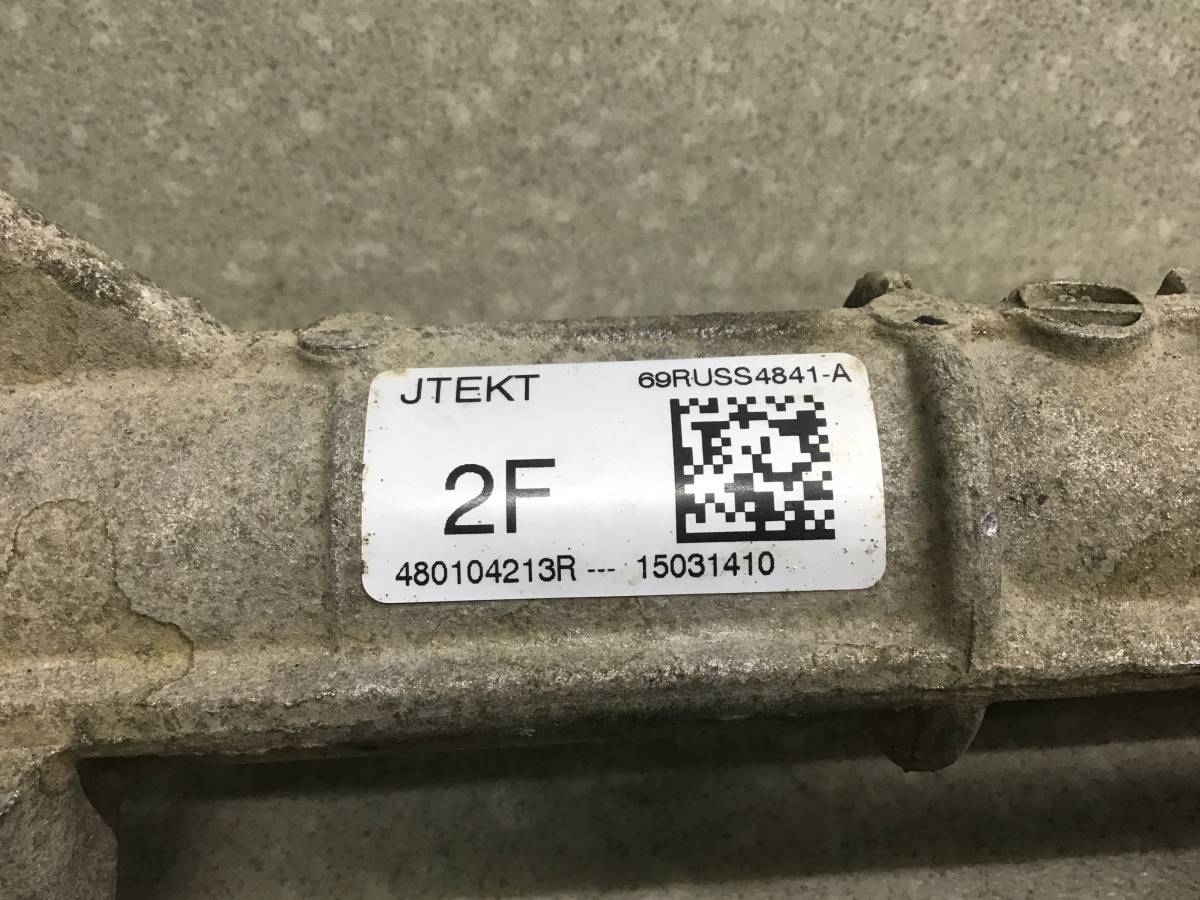 JTEKT 69RUSS4841-A
2F
480104213R --- 15031410